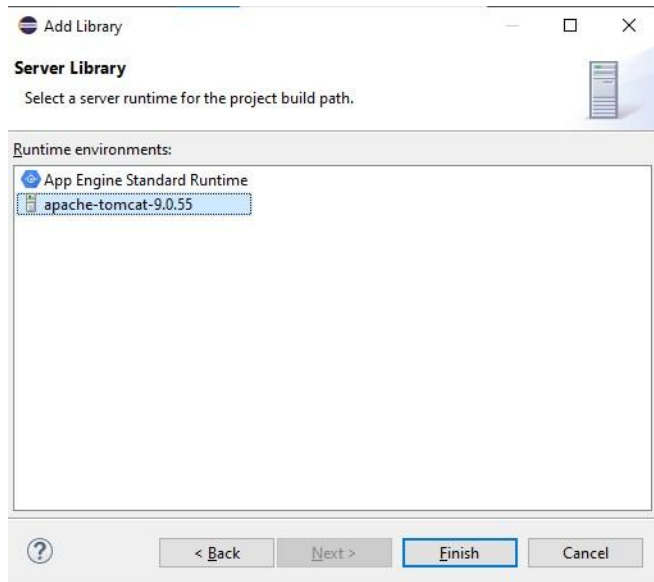 Add Library
Server Library
Select a server runtime for the project build path.
Runtime environments:
App Engine Standard Runtime
apache-tomcat-9.0.55
?
< Back
Next >
Finish
Cancel